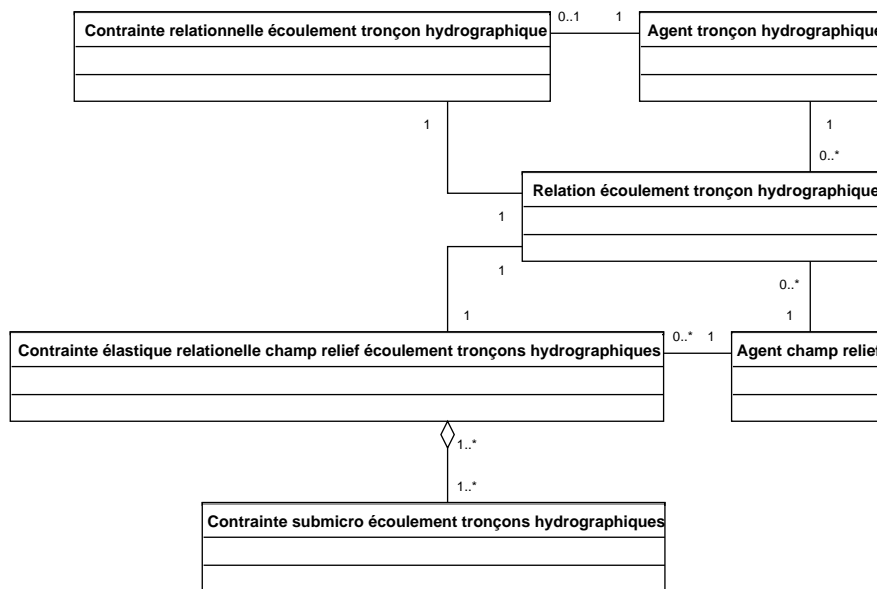 Contrainte relationnelle écoulement tronçon hydrographique
0..1
1
Agent tronçon hydrographique
1
1
0..*
Relation écoulement tronçon hydrographique
1
1
0..*
1
1
Contrainte élastique relationelle champ relief écoulement tronçons hydrographiques
0..*
1
Agent champ relief
1..*
1..*
Contrainte submicro écoulement tronçons hydrographiques